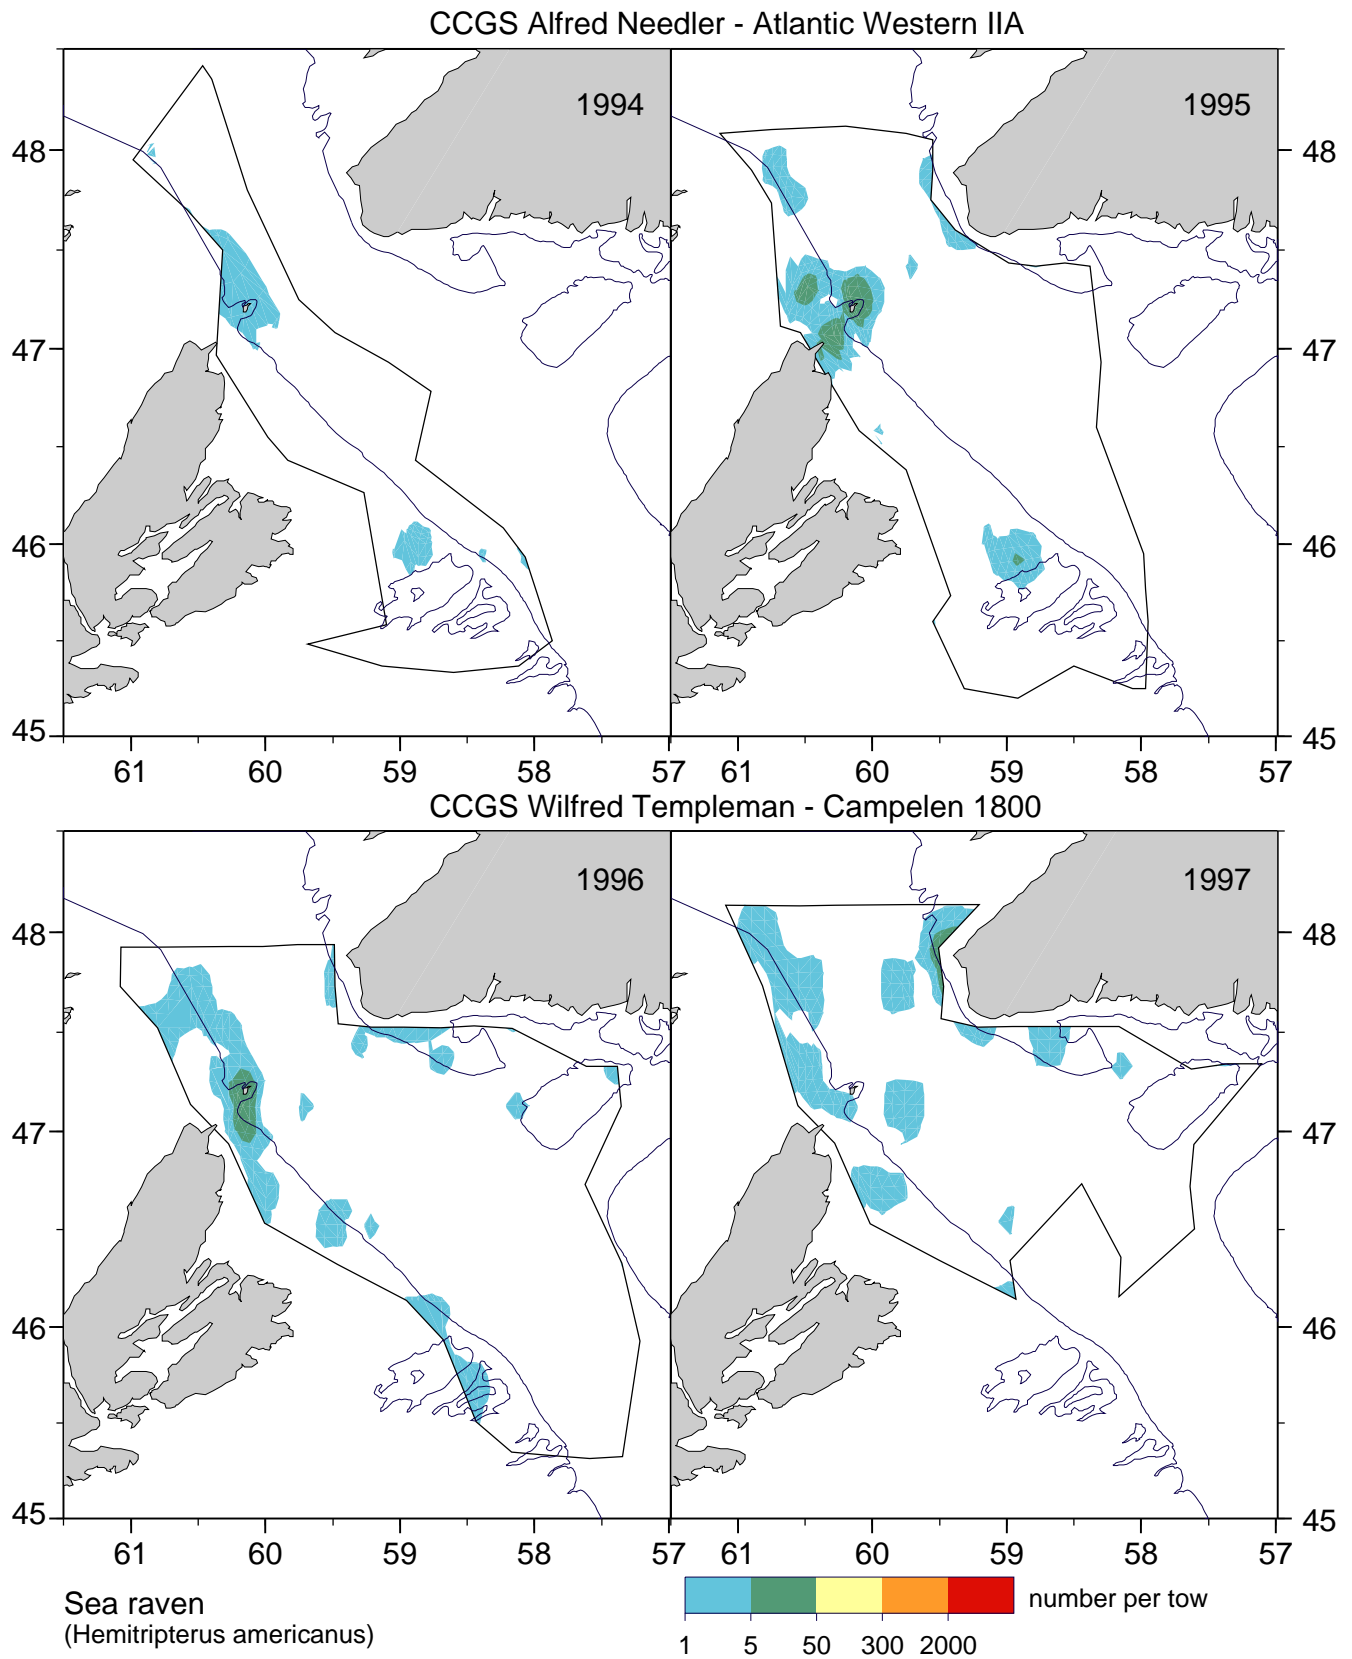 CCGS Alfred Needler - Atlantic Western IIA
1994
1995
48
48
47
47
46
46
45
45
61 60 59 58 57
61 60 59 58 57
CCGS Wilfred Templeman - Campelen 1800
1996
1997
48
48
47
47
46
46
45
45
61 60 59 58 57
61 60 59 58 57
Sea raven
(Hemitripterus americanus)
number per tow
1 5 50 300 2000